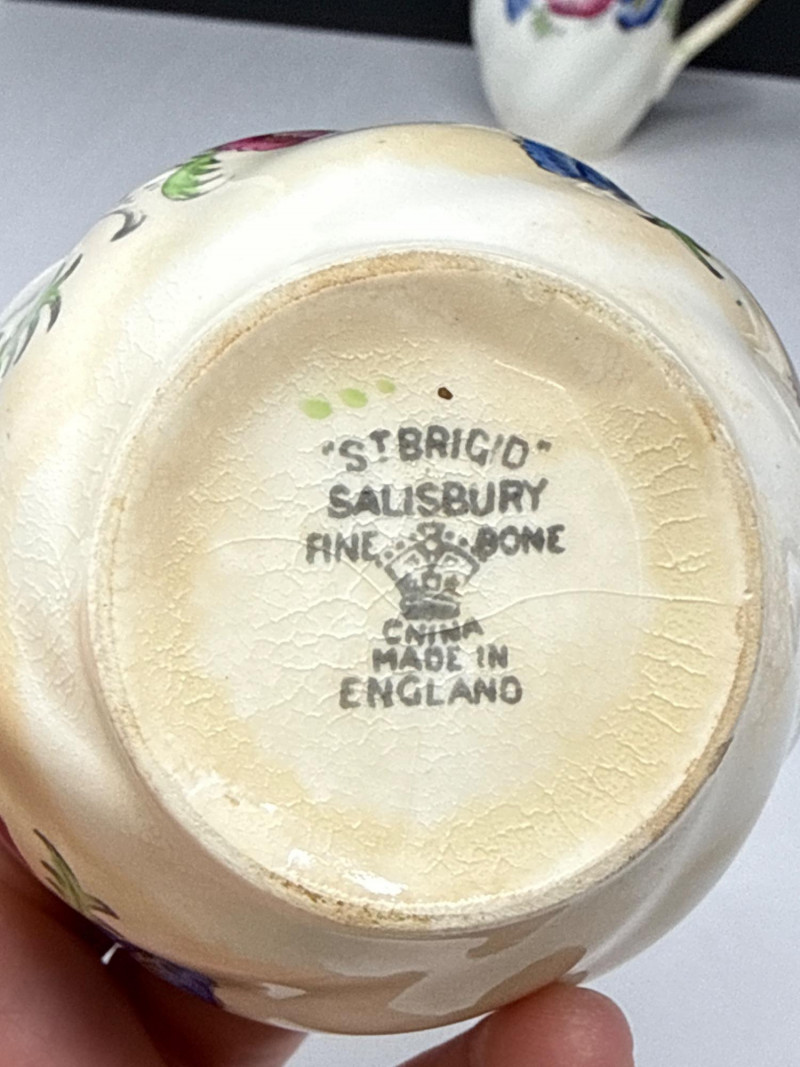 "ST BRIGID"
SALISBURY
FINE BONE
CHINA
MADE IN
ENGLAND